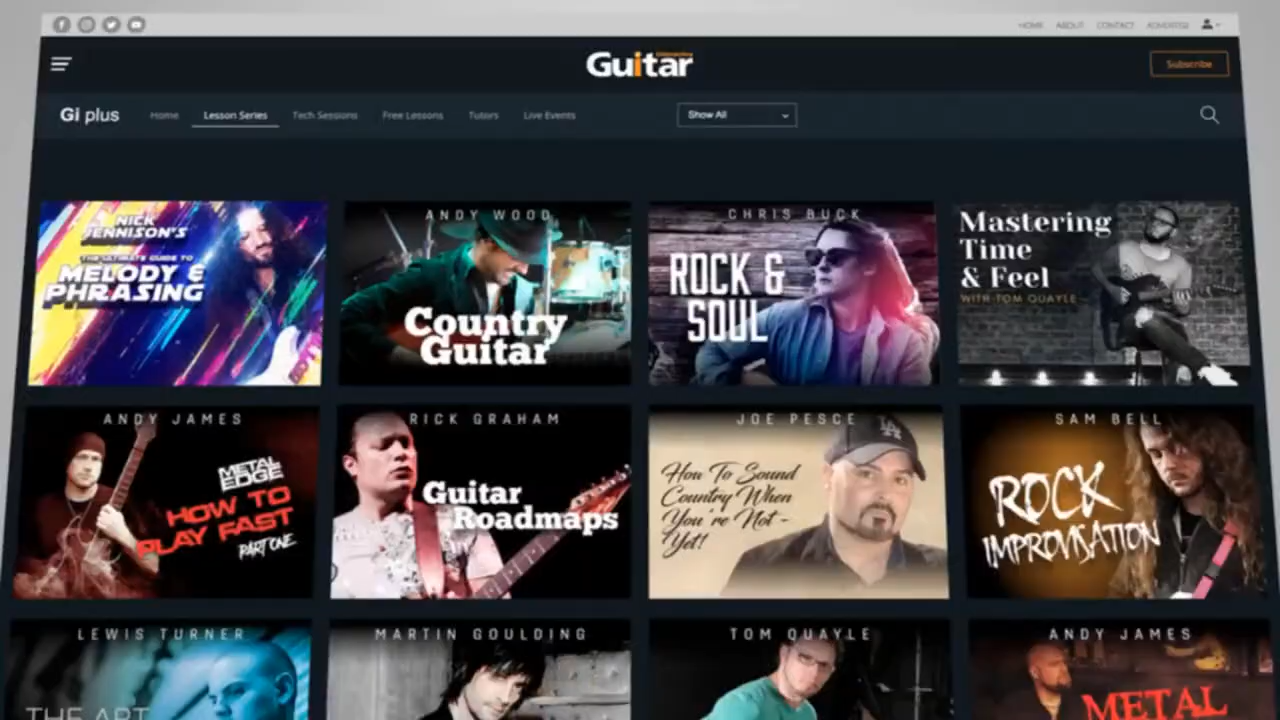 HOME ABOUT CONTACT ADVERTISE
Guitar
Subscribe
Gi plus
Home Lesson Series Tech Sessions Free Lessons Tutors Live Events
Show All
NICK
JENNISON'S
THE ULTIMATE GUIDE TO
MELODY &
PHRASING
ANDY WOOD
Country
Guitar
CHRIS BUCK
ROCK &
SOUL
Mastering
Time
& Feel
WITH TOM QUAYLE
ANDY JAMES
METAL
EDGE
HOW TO
PLAY FAST
PART ONE
RICK GRAHAM
Guitar
Roadmaps
JOE PESCE
How To Sound
Country When
You're Not -
Yet!
SAM BELL
ROCK
IMPROVISATION
LEWIS TURNER
THE ART
MARTIN GOULDING
TOM QUAYLE
ANDY JAMES
METAL